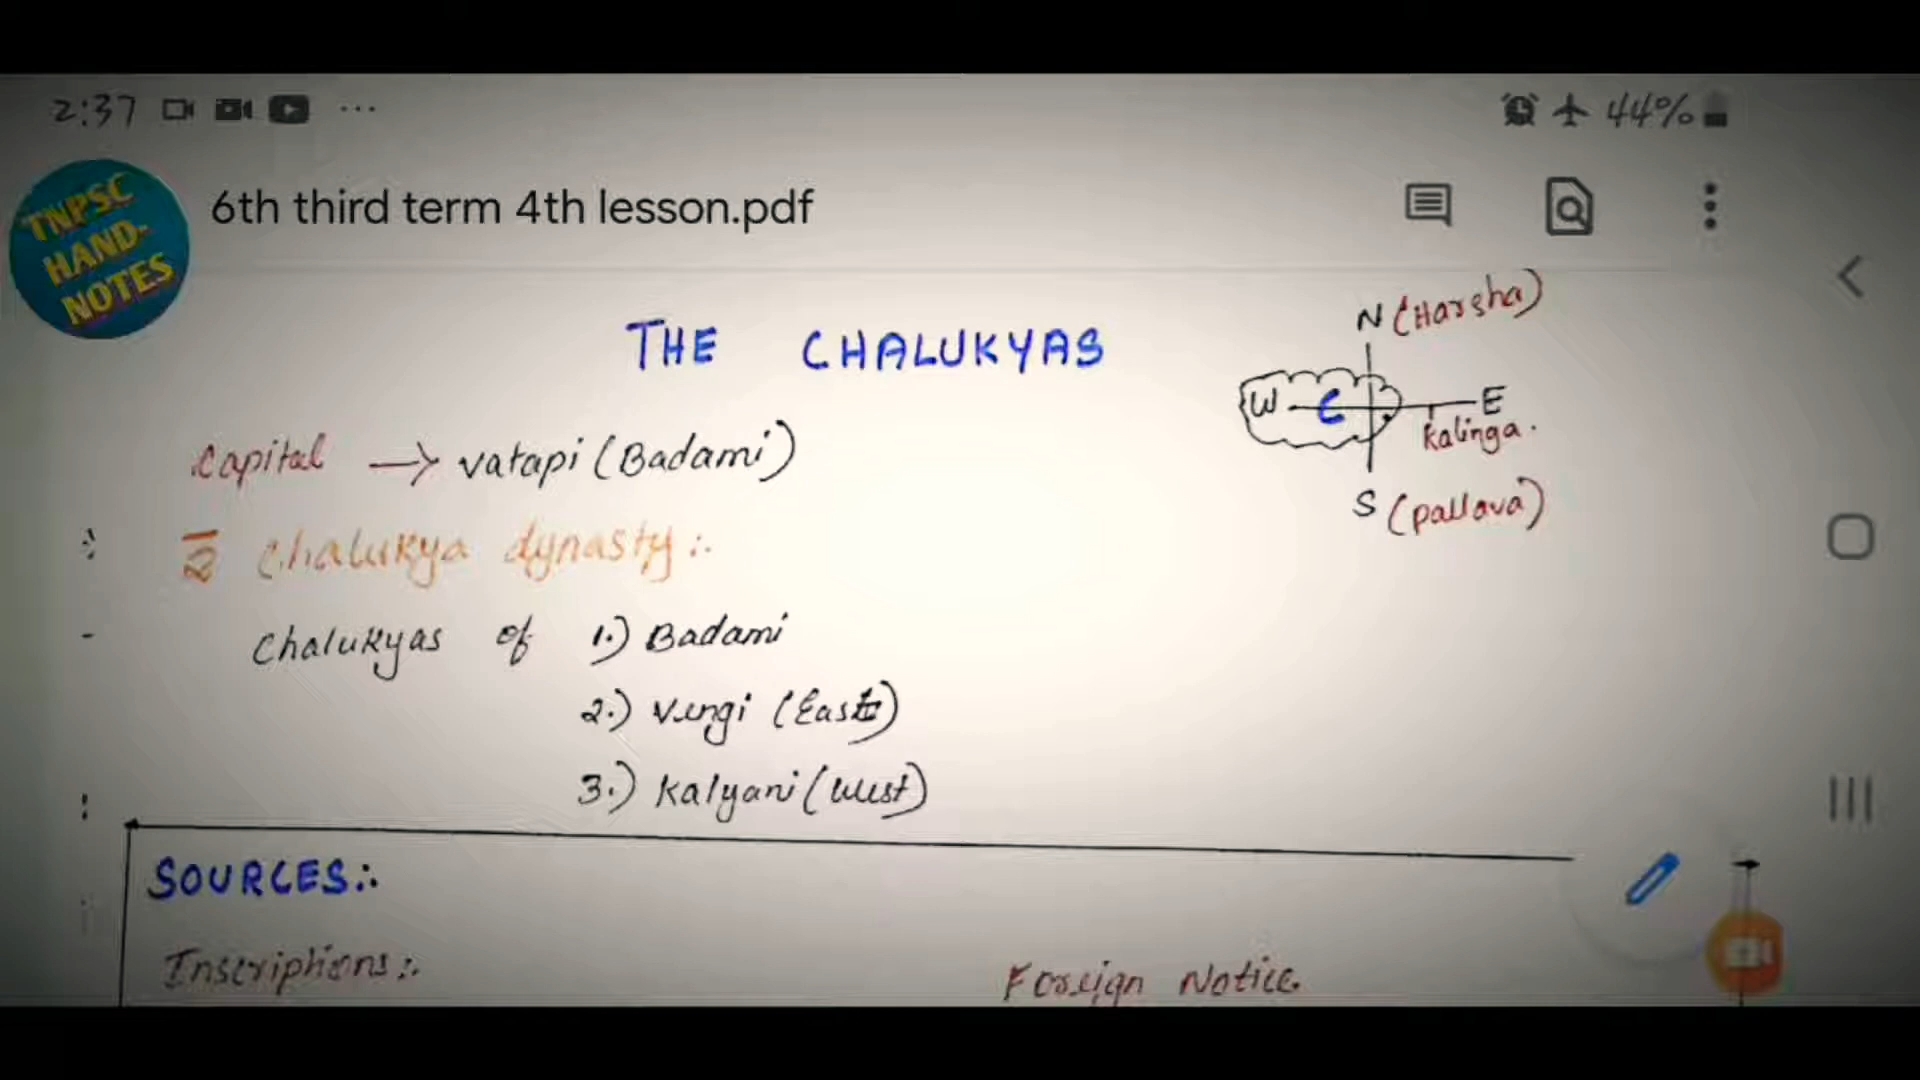 2:37 ... 44%
TNPSC
HAND-
NOTES
6th third term 4th lesson.pdf
N (Harsha)
THE CHALUKYAS
W C E
Kalinga.
Capital → vatapi (Badami)
S (pallava)
2 Chalukya dynasty:.
Chalukyas of 1.) Badami
2.) Vengi (East)
3.) Kalyani (West)
SOURCES:.
Inscriptions:.
Foreign Notice.